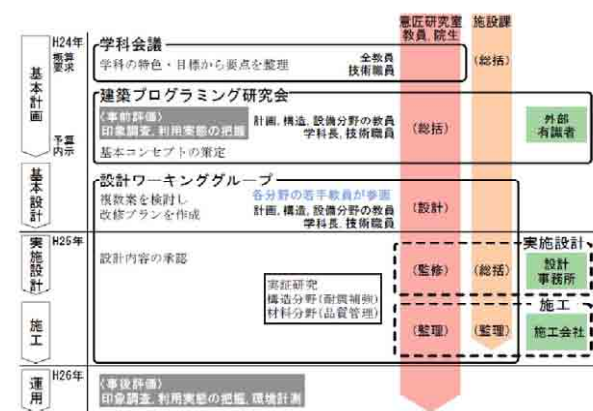 意匠研究室
教員, 院生
施設課
基本計画
H24年
概算
要求
学科会議
学科の特色・目標から要点を整理
全教員
技術職員
(総括)
建築プログラミング研究会
〈事前評価〉
印象調査, 利用実態の把握
計画, 構造, 設備分野の教員
学科長, 技術職員
(総括)
外部
有識者
予算
内示
基本コンセプトの策定
基本設計
設計ワーキンググループ
複数案を検討し
改修プランを作成
各分野の若手教員が参画
計画, 構造, 設備分野の教員
学科長, 技術職員
(設計)
実施設計
H25年
設計内容の承認
実施設計
(監修)
(総括)
設計
事務所
実証研究
構造分野(耐震補強)
材料分野(品質管理)
施工
施工
(監理)
(監理)
施工会社
運用
H26年
〈事後評価〉
印象調査, 利用実態の把握, 環境計測